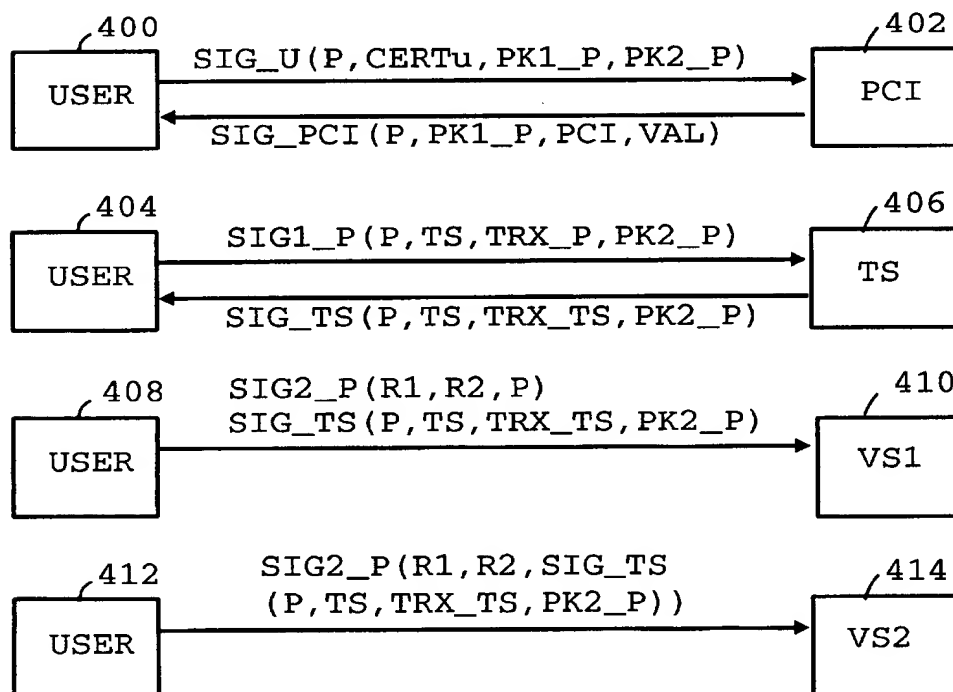 400
402
SIG_U(P,CERTu,PK1_P,PK2_P)
USER
PCI
SIG_PCI(P,PK1_P,PCI,VAL)
404
406
SIG1_P(P,TS,TRX_P,PK2_P)
USER
TS
SIG_TS(P,TS,TRX_TS,PK2_P)
408
410
SIG2_P(R1,R2,P)
SIG_TS(P,TS,TRX_TS,PK2_P)
USER
VS1
412
414
SIG2_P(R1,R2,SIG_TS
(P,TS,TRX_TS,PK2_P))
USER
VS2